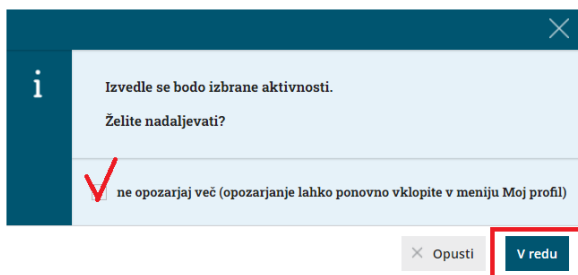 i
Izvedle se bodo izbrane aktivnosti.
Želite nadaljevati?
ne opozarjaj več (opozarjanje lahko ponovno vklopite v meniju Moj profil)
Opusti
V redu